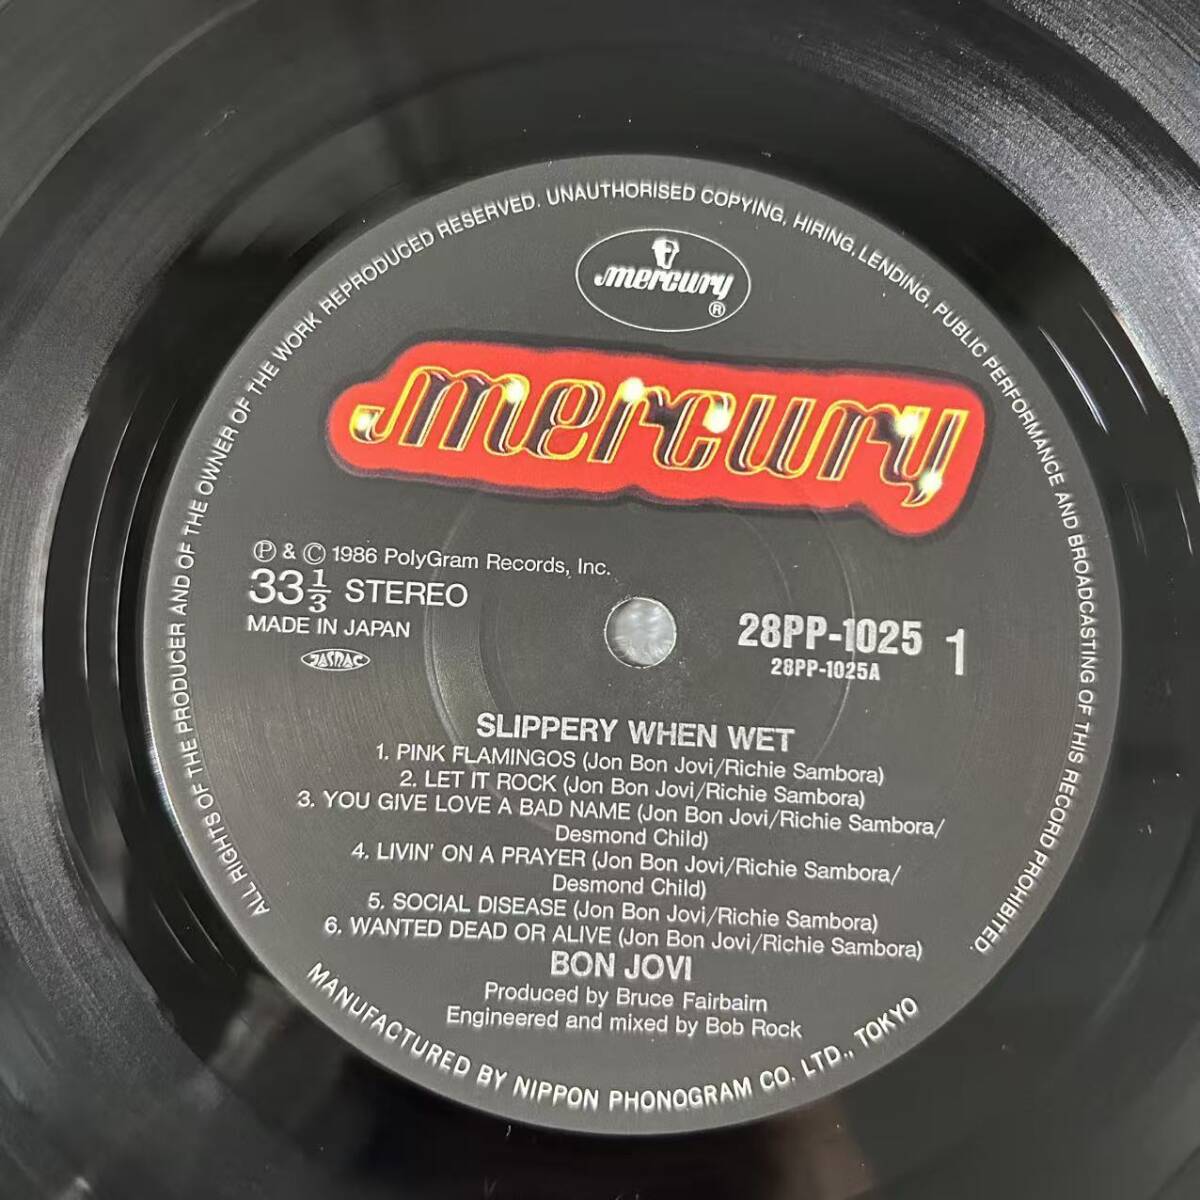 mercury
®
mercury
Ⓟ & Ⓒ 1986 PolyGram Records, Inc.
33 1/3 STEREO
MADE IN JAPAN
JASRAC
28PP-1025 1
28PP-1025A
SLIPPERY WHEN WET
1. PINK FLAMINGOS (Jon Bon Jovi/Richie Sambora)
2. LET IT ROCK (Jon Bon Jovi/Richie Sambora)
3. YOU GIVE LOVE A BAD NAME (Jon Bon Jovi/Richie Sambora/
Desmond Child)
4. LIVIN' ON A PRAYER (Jon Bon Jovi/Richie Sambora/
Desmond Child)
5. SOCIAL DISEASE (Jon Bon Jovi/Richie Sambora)
6. WANTED DEAD OR ALIVE (Jon Bon Jovi/Richie Sambora)
BON JOVI
Produced by Bruce Fairbairn
Engineered and mixed by Bob Rock
ALL RIGHTS OF THE PRODUCER AND OF THE OWNER OF THE WORK REPRODUCED RESERVED. UNAUTHORISED COPYING, HIRING, LENDING, PUBLIC PERFORMANCE AND BROADCASTING OF THIS RECORD PROHIBITED.
MANUFACTURED BY NIPPON PHONOGRAM CO. LTD., TOKYO